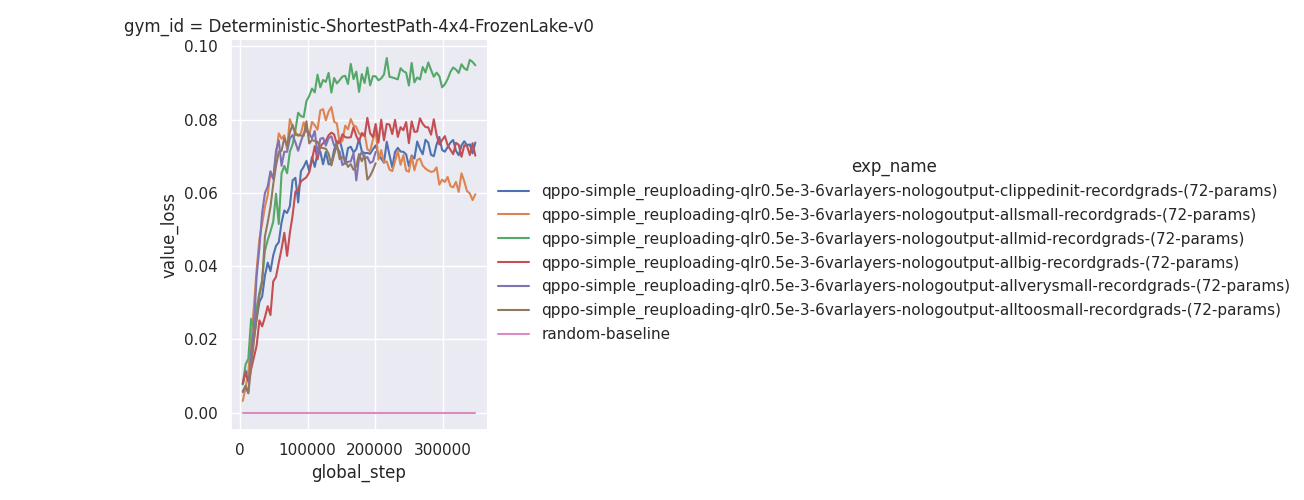 gym_id = Deterministic-ShortestPath-4x4-FrozenLake-v0
0.10
0.08
0.06
0.04
0.02
0.00
value_loss
0 100000 200000 300000
global_step
exp_name
qppo-simple_reuploading-qlr0.5e-3-6varlayers-nologoutput-clippedinit-recordgrads-(72-params)
qppo-simple_reuploading-qlr0.5e-3-6varlayers-nologoutput-allsmall-recordgrads-(72-params)
qppo-simple_reuploading-qlr0.5e-3-6varlayers-nologoutput-allmid-recordgrads-(72-params)
qppo-simple_reuploading-qlr0.5e-3-6varlayers-nologoutput-allbig-recordgrads-(72-params)
qppo-simple_reuploading-qlr0.5e-3-6varlayers-nologoutput-allverysmall-recordgrads-(72-params)
qppo-simple_reuploading-qlr0.5e-3-6varlayers-nologoutput-alltoosmall-recordgrads-(72-params)
random-baseline